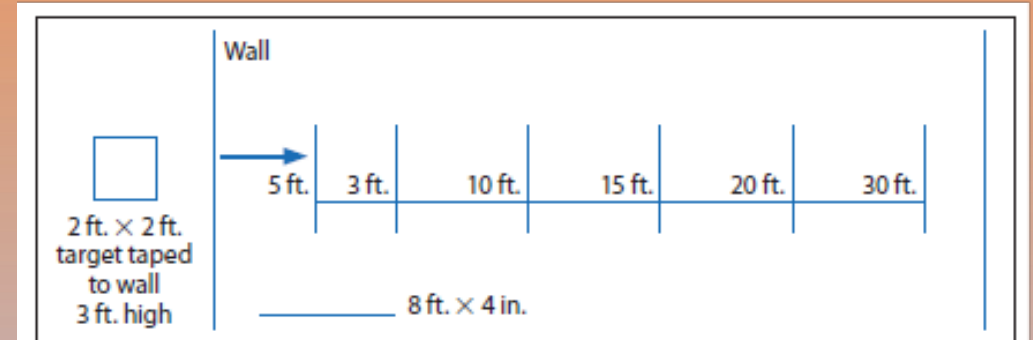 Wall
5 ft. 3 ft. 10 ft. 15 ft. 20 ft. 30 ft.
2 ft. × 2 ft.
target taped
to wall
3 ft. high
8 ft. × 4 in.